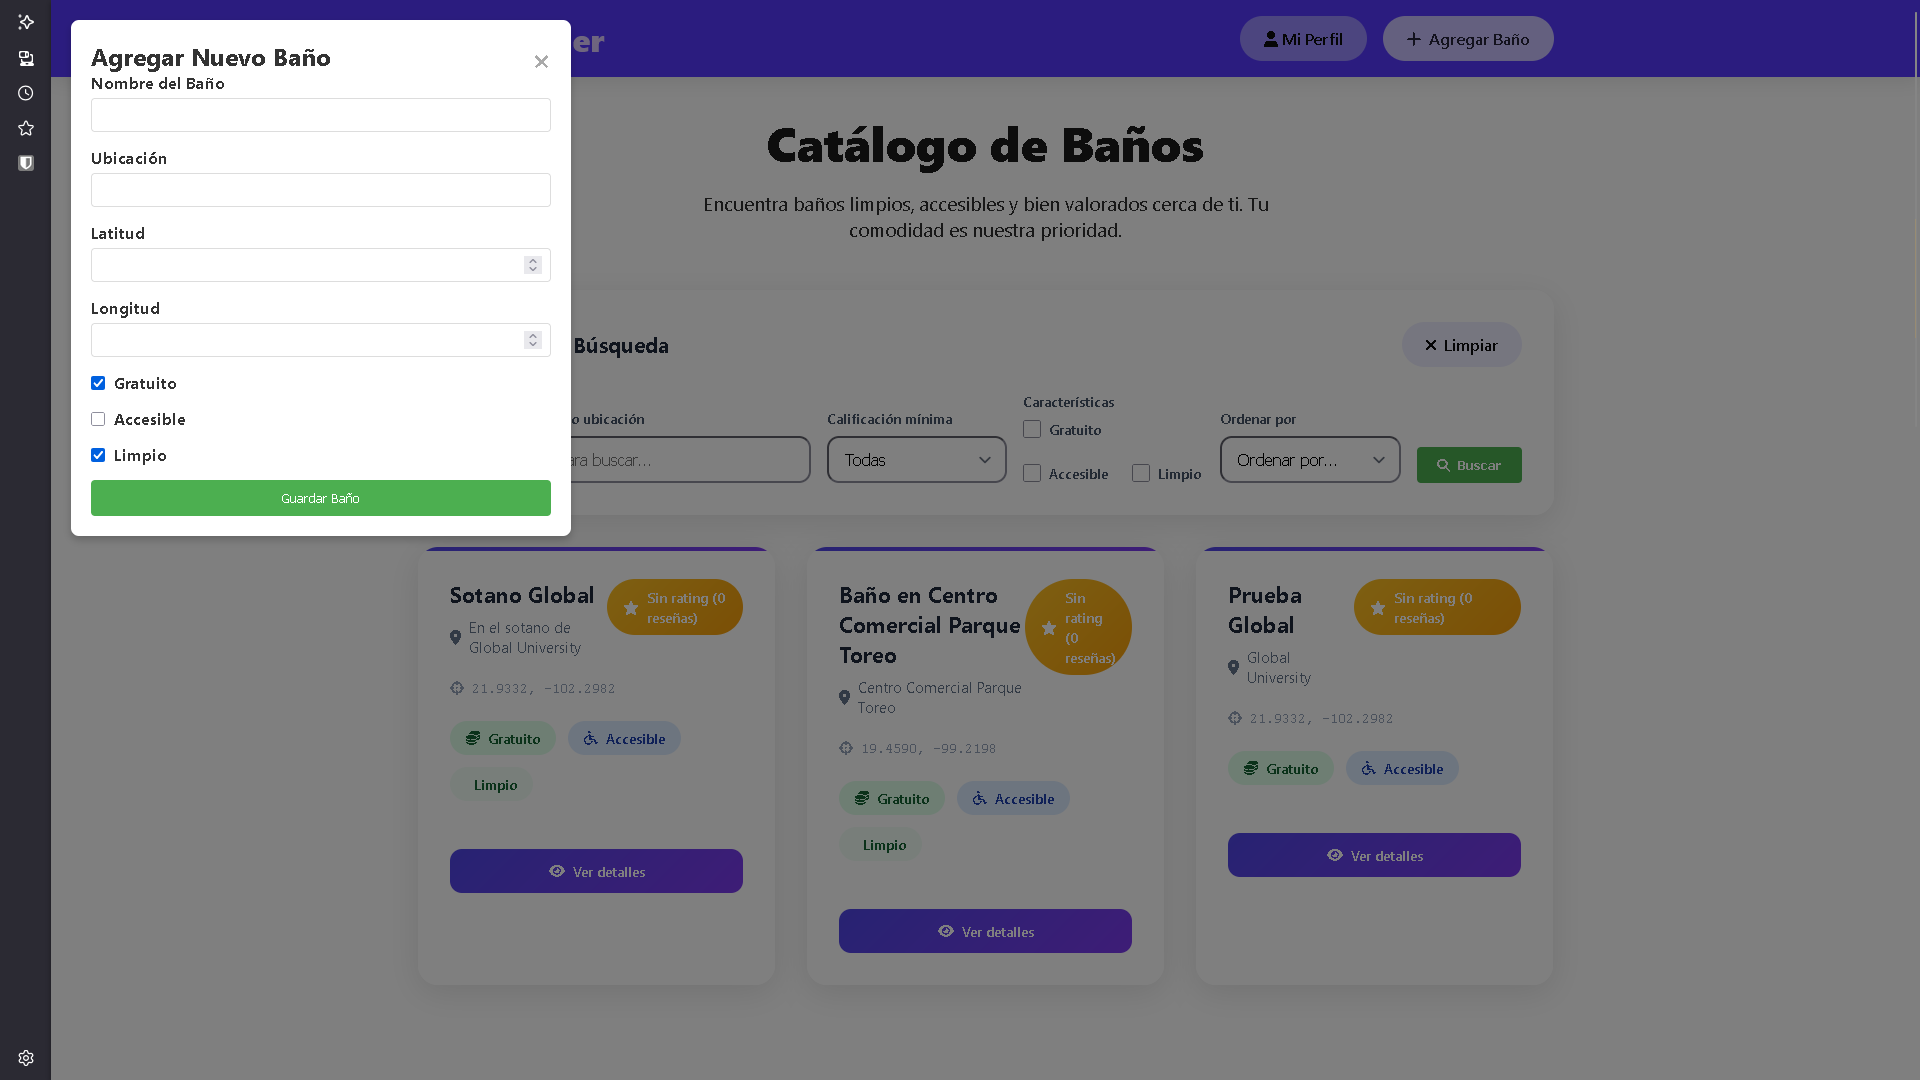 Agregar Nuevo Baño
×
Nombre del Baño
Ubicación
Latitud
Longitud
Gratuito
Accesible
Limpio
Guardar Baño
er
Mi Perfil
Agregar Baño
Catálogo de Baños
Encuentra baños limpios, accesibles y bien valorados cerca de ti. Tu
comodidad es nuestra prioridad.
Búsqueda
Limpiar
o ubicación
ara buscar...
Calificación mínima
Todas
Características
Gratuito
Accesible
Limpio
Ordenar por
Ordenar por...
Buscar
Sotano Global
Sin rating (0
reseñas)
En el sotano de
Global University
21.9332, -102.2982
Gratuito
Accesible
Limpio
Ver detalles
Baño en Centro
Comercial Parque
Toreo
Sin
rating
(0
reseñas)
Centro Comercial Parque
Toreo
19.4590, -99.2198
Gratuito
Accesible
Limpio
Ver detalles
Prueba
Global
Sin rating (0
reseñas)
Global
University
21.9332, -102.2982
Gratuito
Accesible
Ver detalles